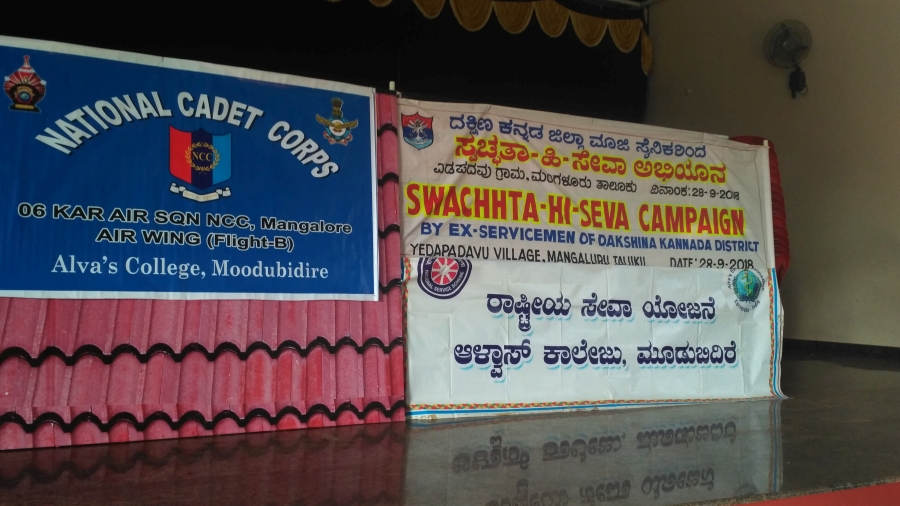 NATIONAL CADET CORPS
NCC
06 KAR AIR SQN NCC, Mangalore
AIR WING (Flight-B)
Alva's College, Moodubidire
ದಕ್ಷಿಣ ಕನ್ನಡ ಜಿಲ್ಲಾ ಮಾಜಿ ಸೈನಿಕರಿಂದ
ಸ್ವಚ್ಛತಾ-ಹಿ-ಸೇವಾ ಅಭಿಯಾನ
ಎಡಪದವು ಗ್ರಾಮ, ಮಂಗಳೂರು ತಾಲೂಕು ದಿನಾಂಕ:28-9-2018
SWACHHTA-HI-SEVA CAMPAIGN
BY EX-SERVICEMEN OF DAKSHINA KANNADA DISTRICT
YEDAPADAVU VILLAGE, MANGALURU TALUKU DATE: 28-9-2018
ರಾಷ್ಟ್ರೀಯ ಸೇವಾ ಯೋಜನೆ
ಆಳ್ವಾಸ್ ಕಾಲೇಜು, ಮೂಡುಬಿದಿರೆ